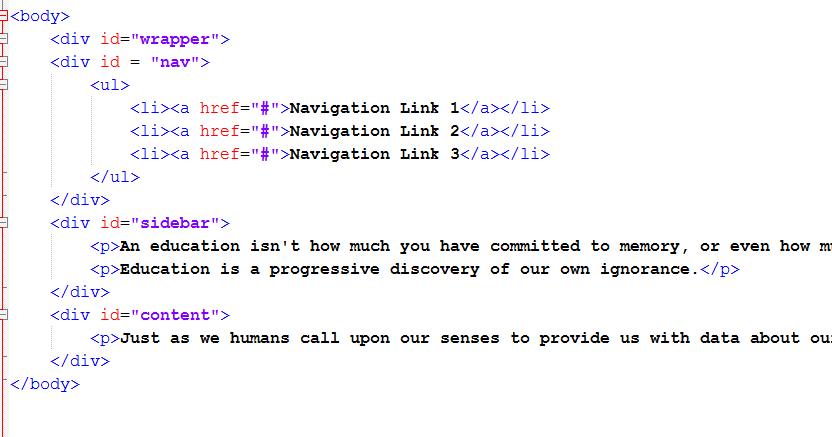 <body>
<div id="wrapper">
<div id = "nav">
<ul>
<li><a href="#">Navigation Link 1</a></li>
<li><a href="#">Navigation Link 2</a></li>
<li><a href="#">Navigation Link 3</a></li>
</ul>
</div>
<div id="sidebar">
<p>An education isn't how much you have committed to memory, or even how
<p>Education is a progressive discovery of our own ignorance.</p>
</div>
<div id="content">
<p>Just as we humans call upon our senses to provide us with data about
</div>
</body>